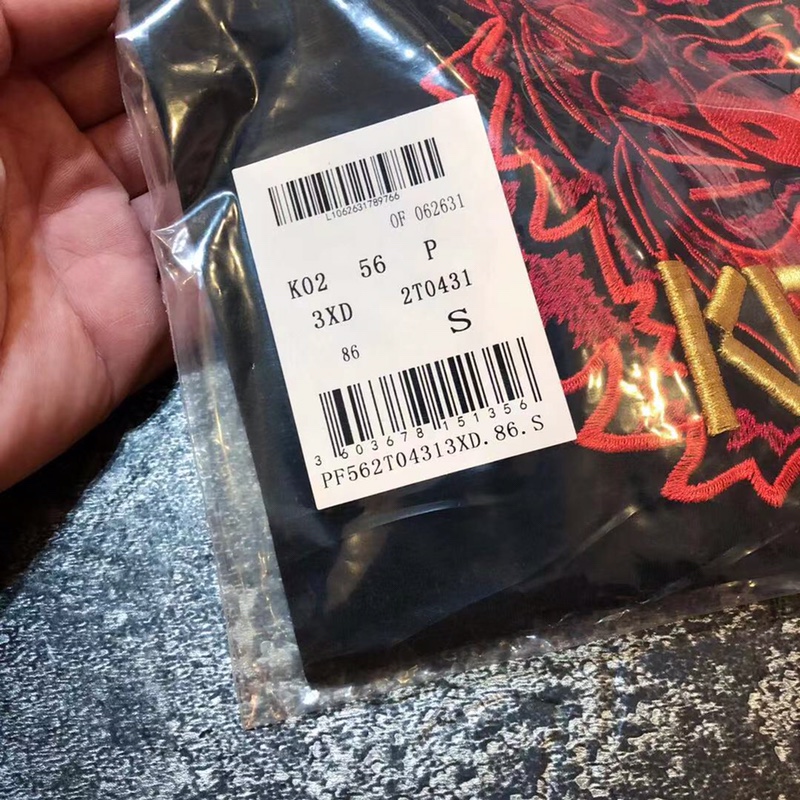 L1062631789766
OF 062631
K02 56 P
3XD 2T0431
S
86
3 603678 151356
PF562T04313XD.86.S